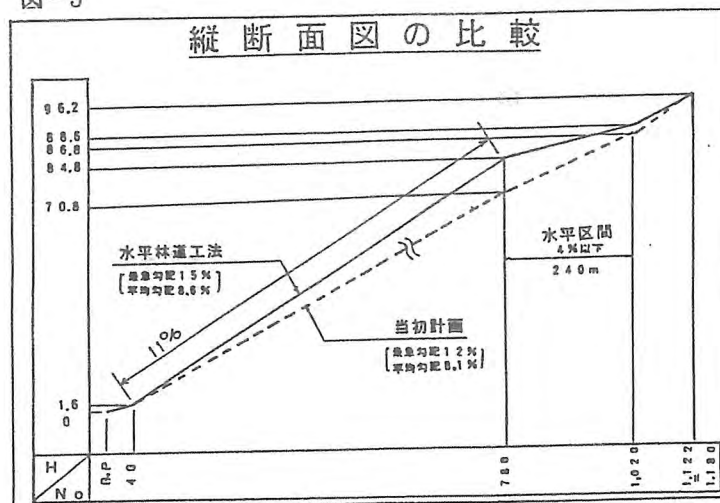 図
縦断面図の比較
96.2
88.6
86.8
84.8
70.8
水平林道工法
[最急勾配15%
平均勾配8.6%]
11%
水平区間
4%以下
240m
当初計画
[最急勾配12%
平均勾配8.1%]
1.6
0
H
No
B.P
40
780
1,020
1,122
1,180